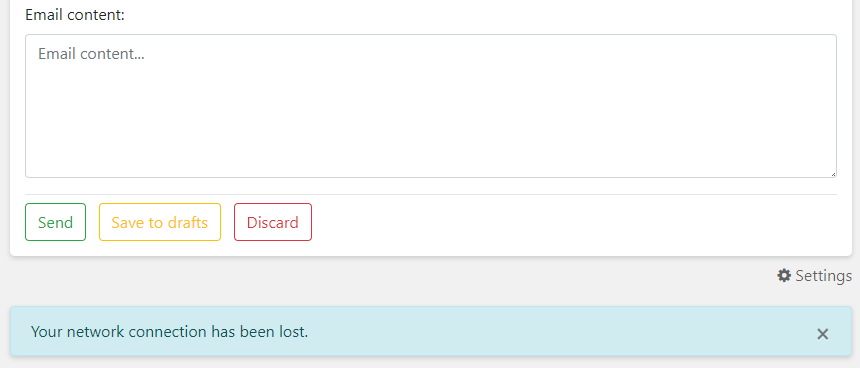 Email content:
Email content...
Send
Save to drafts
Discard
Settings
Your network connection has been lost.
×